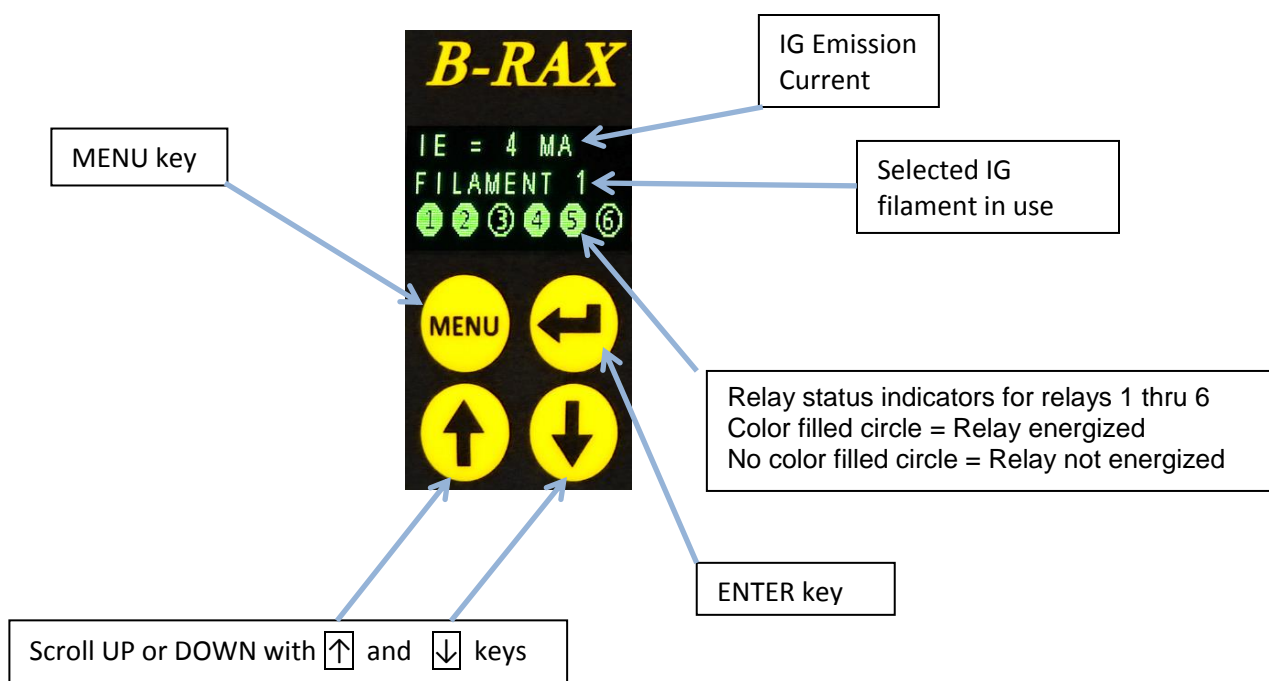 B-RAX
IG Emission
Current
IE = 4 MA
MENU key
Selected IG
filament in use
FILAMENT 1
1 2 3 4 5 6
MENU
Relay status indicators for relays 1 thru 6
Color filled circle = Relay energized
No color filled circle = Relay not energized
ENTER key
Scroll UP or DOWN with ↑ and ↓ keys